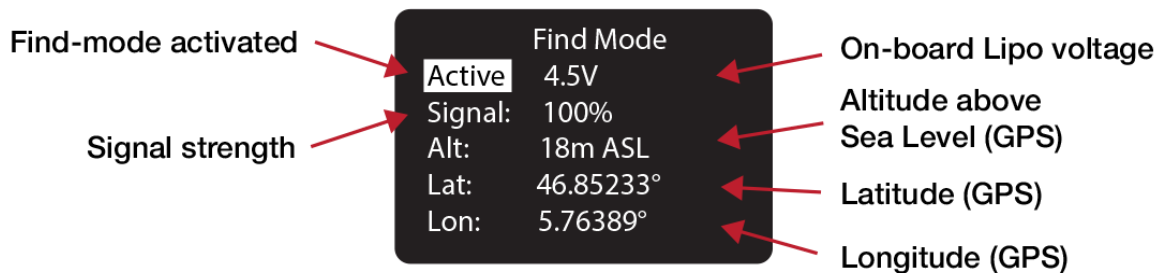 Find-mode activated
Signal strength
Find Mode
Active 4.5V
Signal: 100%
Alt: 18m ASL
Lat: 46.85233°
Lon: 5.76389°
On-board Lipo voltage
Altitude above
Sea Level (GPS)
Latitude (GPS)
Longitude (GPS)